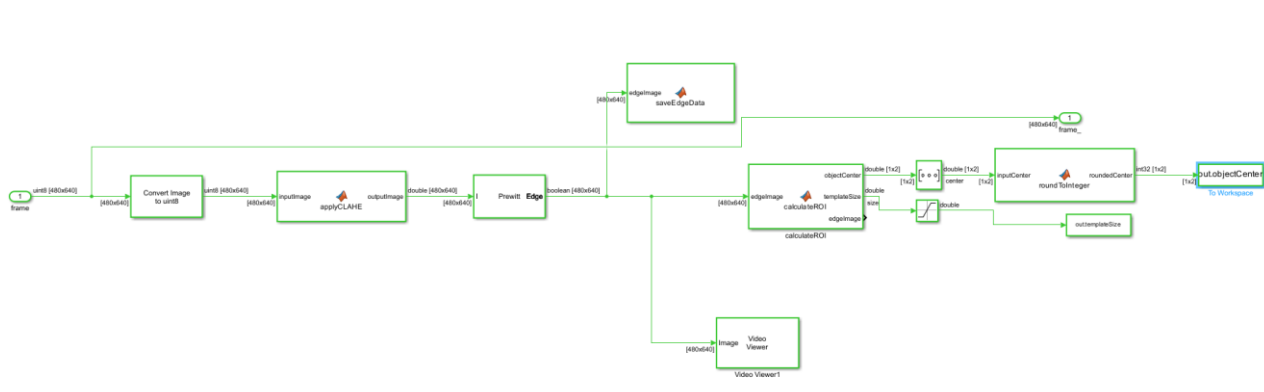 edgeImage
[480x640]
saveEdgeData
1
[480x640]
frame_
1
frame
uint8 [480x640]
[480x640]
Convert Image
to uint8
uint8 [480x640]
[480x640]
inputImage
applyCLAHE
outputImage
double [480x640]
[480x640]
I
Prewitt
Edge
boolean [480x640]
[480x640]
edgeImage
calculateROI
objectCenter
templateSize
edgeImage
calculateROI
double [1x2]
[1x2]
double
size
double [1x2]
center
[1x2]
inputCenter
roundToInteger
roundedCenter
int32 [1x2]
[1x2]
out.objectCenter
To Workspace
double
out.templateSize
[480x640]
Image
Video
Viewer
Video Viewer1